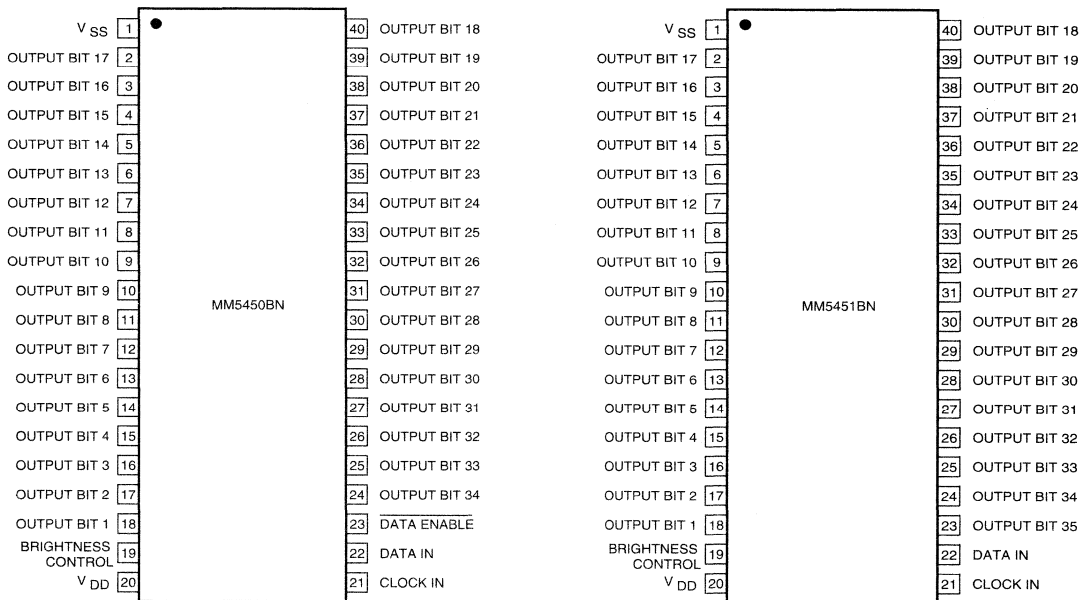 V SS 1 40 OUTPUT BIT 18
OUTPUT BIT 17 2 39 OUTPUT BIT 19
OUTPUT BIT 16 3 38 OUTPUT BIT 20
OUTPUT BIT 15 4 37 OUTPUT BIT 21
OUTPUT BIT 14 5 36 OUTPUT BIT 22
OUTPUT BIT 13 6 35 OUTPUT BIT 23
OUTPUT BIT 12 7 34 OUTPUT BIT 24
OUTPUT BIT 11 8 33 OUTPUT BIT 25
OUTPUT BIT 10 9 32 OUTPUT BIT 26
OUTPUT BIT 9 10 31 OUTPUT BIT 27
MM5450BN
OUTPUT BIT 8 11 30 OUTPUT BIT 28
OUTPUT BIT 7 12 29 OUTPUT BIT 29
OUTPUT BIT 6 13 28 OUTPUT BIT 30
OUTPUT BIT 5 14 27 OUTPUT BIT 31
OUTPUT BIT 4 15 26 OUTPUT BIT 32
OUTPUT BIT 3 16 25 OUTPUT BIT 33
OUTPUT BIT 2 17 24 OUTPUT BIT 34
OUTPUT BIT 1 18 23 DATA ENABLE
BRIGHTNESS
CONTROL 19 22 DATA IN
V DD 20 21 CLOCK IN
V SS 1 40 OUTPUT BIT 18
OUTPUT BIT 17 2 39 OUTPUT BIT 19
OUTPUT BIT 16 3 38 OUTPUT BIT 20
OUTPUT BIT 15 4 37 OUTPUT BIT 21
OUTPUT BIT 14 5 36 OUTPUT BIT 22
OUTPUT BIT 13 6 35 OUTPUT BIT 23
OUTPUT BIT 12 7 34 OUTPUT BIT 24
OUTPUT BIT 11 8 33 OUTPUT BIT 25
OUTPUT BIT 10 9 32 OUTPUT BIT 26
OUTPUT BIT 9 10 31 OUTPUT BIT 27
MM5451BN
OUTPUT BIT 8 11 30 OUTPUT BIT 28
OUTPUT BIT 7 12 29 OUTPUT BIT 29
OUTPUT BIT 6 13 28 OUTPUT BIT 30
OUTPUT BIT 5 14 27 OUTPUT BIT 31
OUTPUT BIT 4 15 26 OUTPUT BIT 32
OUTPUT BIT 3 16 25 OUTPUT BIT 33
OUTPUT BIT 2 17 24 OUTPUT BIT 34
OUTPUT BIT 1 18 23 OUTPUT BIT 35
BRIGHTNESS
CONTROL 19 22 DATA IN
V DD 20 21 CLOCK IN